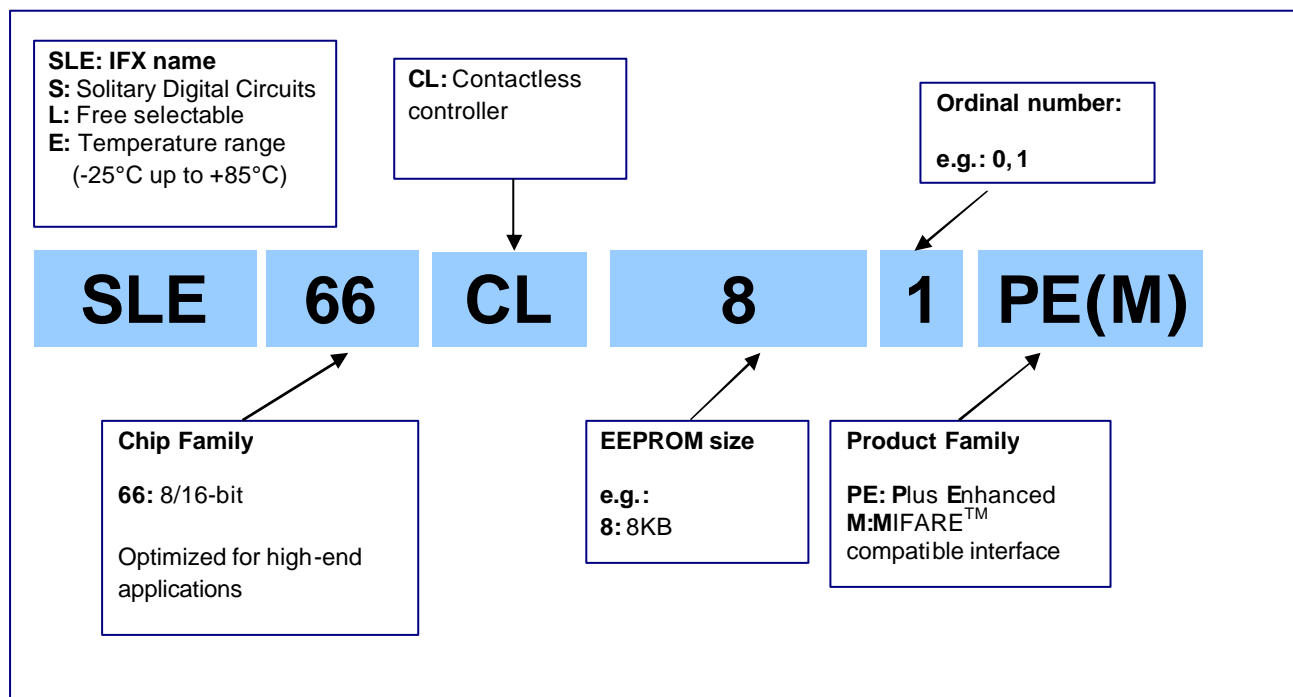 SLE: IFX name
S: Solitary Digital Circuits
L: Free selectable
E: Temperature range
(-25°C up to +85°C)
CL: Contactless
controller
Ordinal number:
e.g.: 0, 1
SLE 66 CL 8 1 PE(M)
Chip Family
66: 8/16-bit
Optimized for high-end
applications
EEPROM size
e.g.:
8: 8KB
Product Family
PE: Plus Enhanced
M:MIFARE™
compatible interface